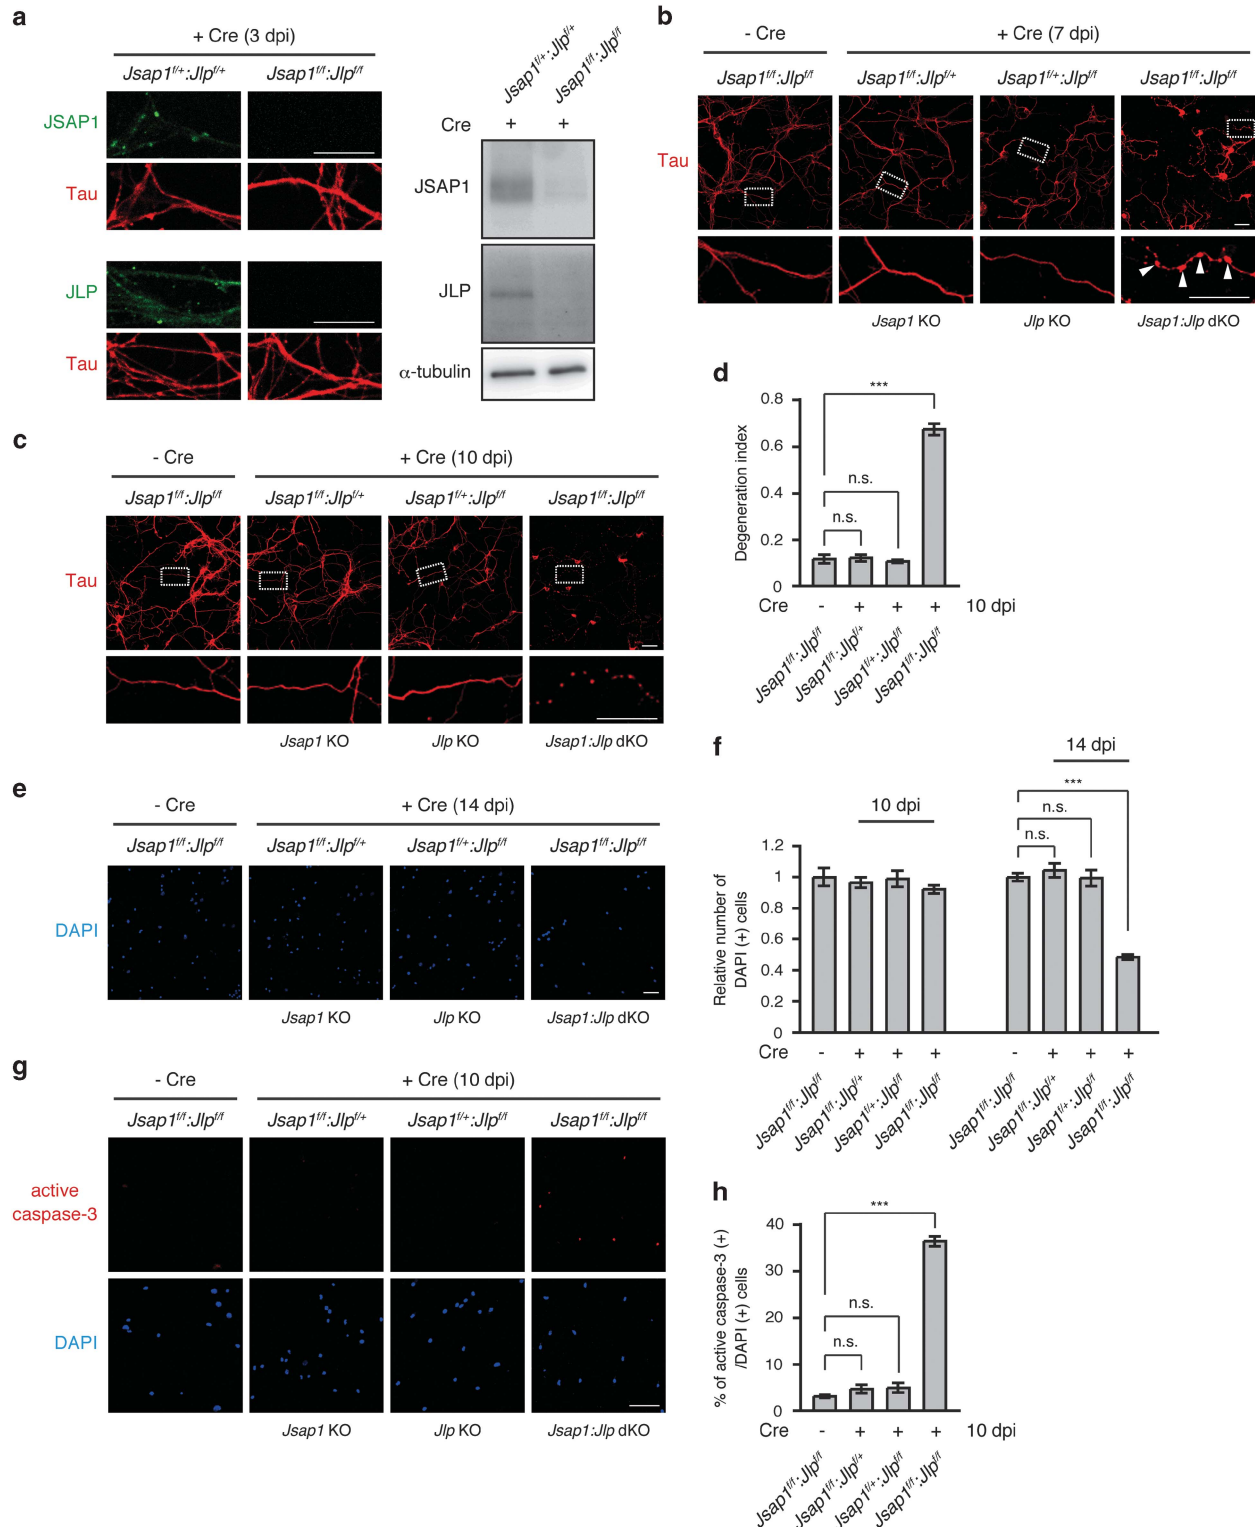 a
+ Cre (3 dpi)
Jsap1f/+:Jlpf/+ Jsap1f/f:Jlpf/f
JSAP1
Tau
JLP
Tau
Jsap1f/+:Jlpf/+ Jsap1f/f:Jlpf/f
Cre + +
JSAP1
JLP
α-tubulin
b
- Cre + Cre (7 dpi)
Jsap1f/f:Jlpf/f Jsap1f/f:Jlpf/+ Jsap1f/+:Jlpf/f Jsap1f/f:Jlpf/f
Tau
Jsap1 KO Jlp KO Jsap1:Jlp dKO
c
- Cre + Cre (10 dpi)
Jsap1f/f:Jlpf/f Jsap1f/f:Jlpf/+ Jsap1f/+:Jlpf/f Jsap1f/f:Jlpf/f
Tau
Jsap1 KO Jlp KO Jsap1:Jlp dKO
d
Degeneration index
0.8
0.6
0.4
0.2
0
***
n.s.
n.s.
Cre - + + + 10 dpi
Jsap1f/f:Jlpf/f Jsap1f/f:Jlpf/+ Jsap1f/+:Jlpf/f Jsap1f/f:Jlpf/f
e
- Cre + Cre (14 dpi)
Jsap1f/f:Jlpf/f Jsap1f/f:Jlpf/+ Jsap1f/+:Jlpf/f Jsap1f/f:Jlpf/f
DAPI
Jsap1 KO Jlp KO Jsap1:Jlp dKO
f
Relative number of
DAPI (+) cells
1.2
1
0.8
0.6
0.4
0.2
0
10 dpi
14 dpi
***
n.s.
n.s.
Cre - + + + - + + +
Jsap1f/f:Jlpf/f Jsap1f/f:Jlpf/+ Jsap1f/+:Jlpf/f Jsap1f/f:Jlpf/f Jsap1f/f:Jlpf/f Jsap1f/f:Jlpf/+ Jsap1f/+:Jlpf/f Jsap1f/f:Jlpf/f
g
- Cre + Cre (10 dpi)
Jsap1f/f:Jlpf/f Jsap1f/f:Jlpf/+ Jsap1f/+:Jlpf/f Jsap1f/f:Jlpf/f
active
caspase-3
DAPI
Jsap1 KO Jlp KO Jsap1:Jlp dKO
h
% of active caspase-3 (+)
/DAPI (+) cells
40
30
20
10
0
***
n.s.
n.s.
Cre - + + + 10 dpi
Jsap1f/f:Jlpf/f Jsap1f/f:Jlpf/+ Jsap1f/+:Jlpf/f Jsap1f/f:Jlpf/f